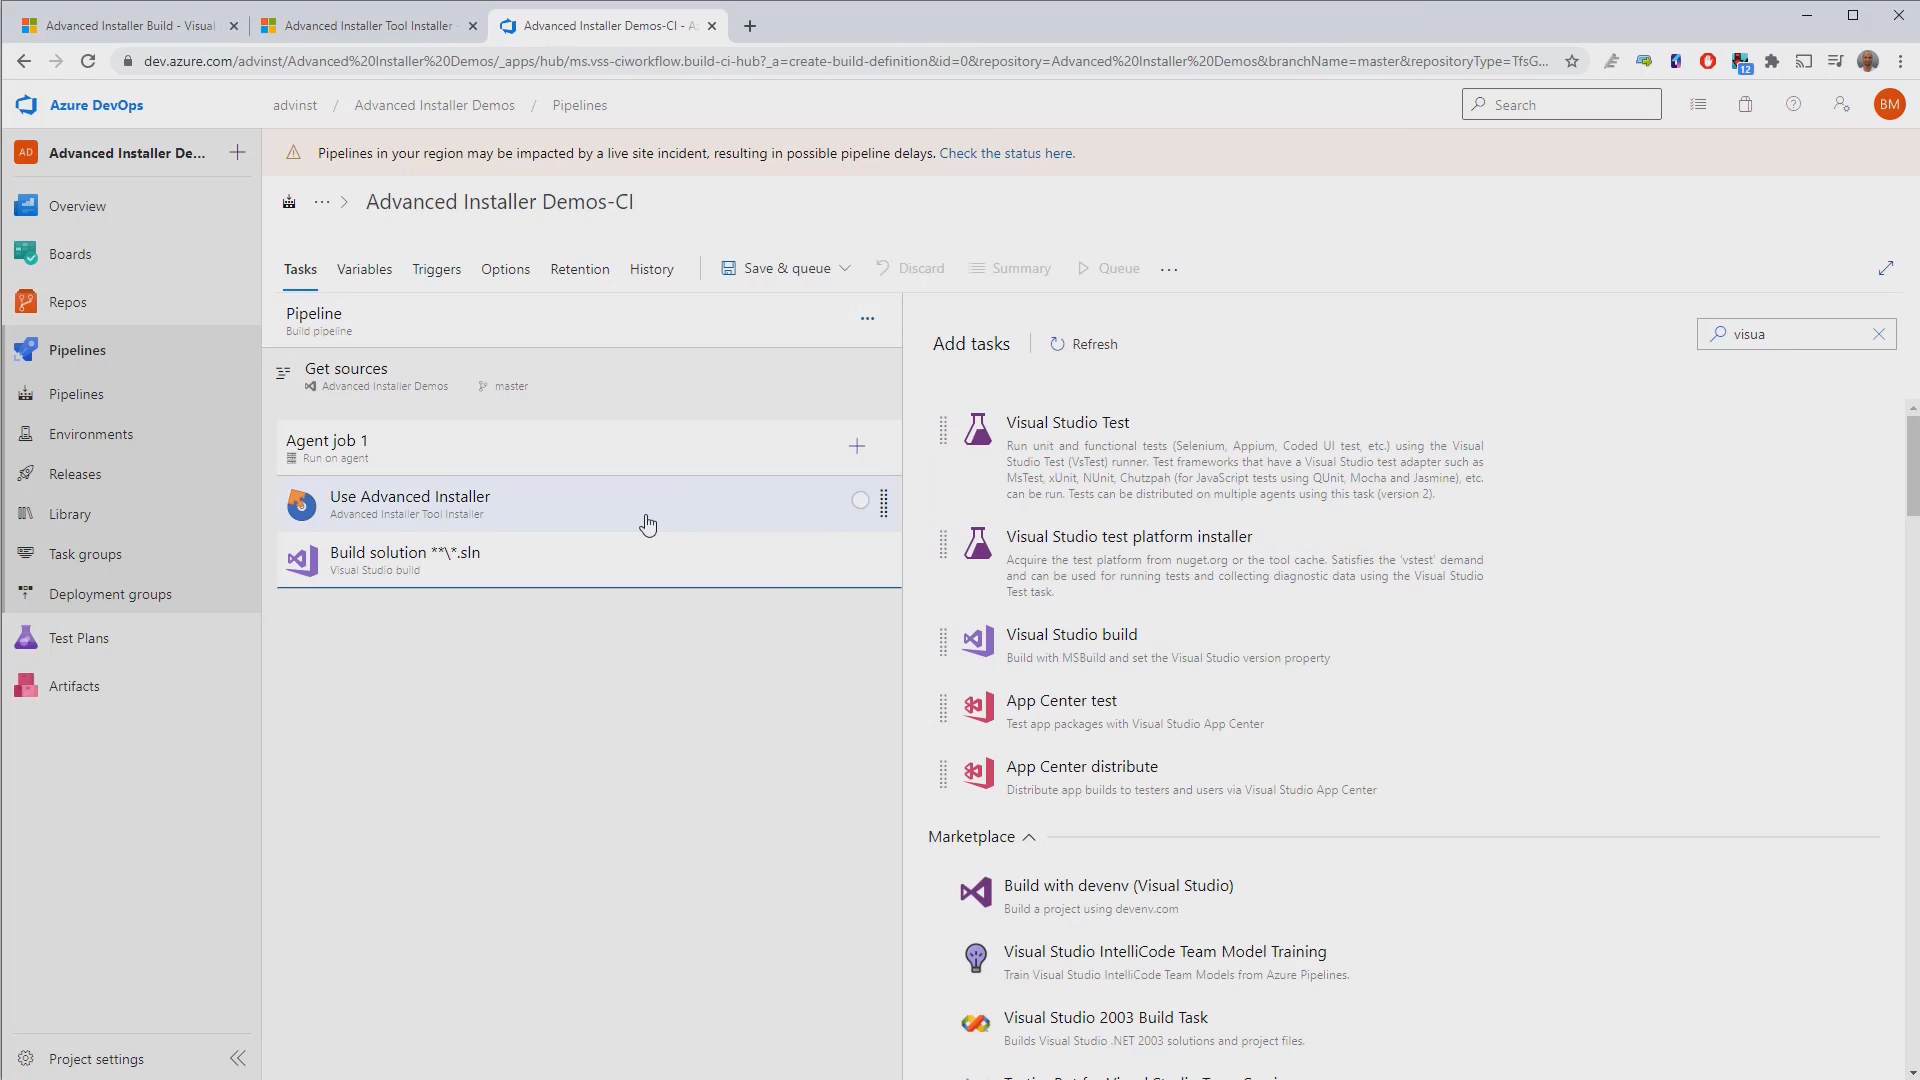 Advanced Installer Build - Visual
Advanced Installer Tool Installer -
Advanced Installer Demos-CI - A
dev.azure.com/advinst/Advanced%20Installer%20Demos/_apps/hub/ms.vss-ciworkflow.build-ci-hub?_a=create-build-definition&id=0&repository=Advanced%20Installer%20Demos&branchName=master&repositoryType=TfsG...
12
Azure DevOps
advinst / Advanced Installer Demos / Pipelines
Search
BM
AD
Advanced Installer De...
Pipelines in your region may be impacted by a live site incident, resulting in possible pipeline delays. Check the status here.
Overview
Boards
Repos
Pipelines
Pipelines
Environments
Releases
Library
Task groups
Deployment groups
Test Plans
Artifacts
Project settings
... > Advanced Installer Demos-CI
Tasks Variables Triggers Options Retention History Save & queue Discard Summary Queue ...
Pipeline
Build pipeline
...
Get sources
Advanced Installer Demos master
Agent job 1
Run on agent
Use Advanced Installer
Advanced Installer Tool Installer
Build solution **\*.sln
Visual Studio build
Add tasks Refresh
visua
Visual Studio Test
Run unit and functional tests (Selenium, Appium, Coded UI test, etc.) using the Visual
Studio Test (VsTest) runner. Test frameworks that have a Visual Studio test adapter such as
MsTest, xUnit, NUnit, Chutzpah (for JavaScript tests using QUnit, Mocha and Jasmine), etc.
can be run. Tests can be distributed on multiple agents using this task (version 2).
Visual Studio test platform installer
Acquire the test platform from nuget.org or the tool cache. Satisfies the 'vstest' demand
and can be used for running tests and collecting diagnostic data using the Visual Studio
Test task.
Visual Studio build
Build with MSBuild and set the Visual Studio version property
App Center test
Test app packages with Visual Studio App Center
App Center distribute
Distribute app builds to testers and users via Visual Studio App Center
Marketplace
Build with devenv (Visual Studio)
Build a project using devenv.com
Visual Studio IntelliCode Team Model Training
Train Visual Studio IntelliCode Team Models from Azure Pipelines.
Visual Studio 2003 Build Task
Builds Visual Studio .NET 2003 solutions and project files.